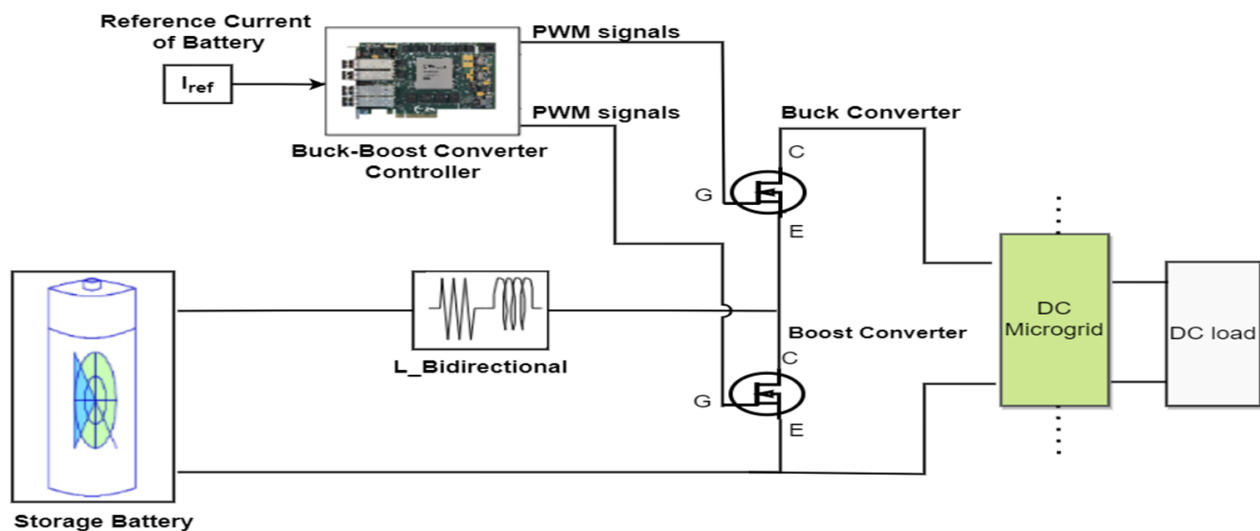 Reference Current
of Battery
I_ref
PWM signals
PWM signals
Buck-Boost Converter
Controller
Buck Converter
C
G
E
L_Bidirectional
Boost Converter
C
G
E
DC
Microgrid
DC load
Storage Battery